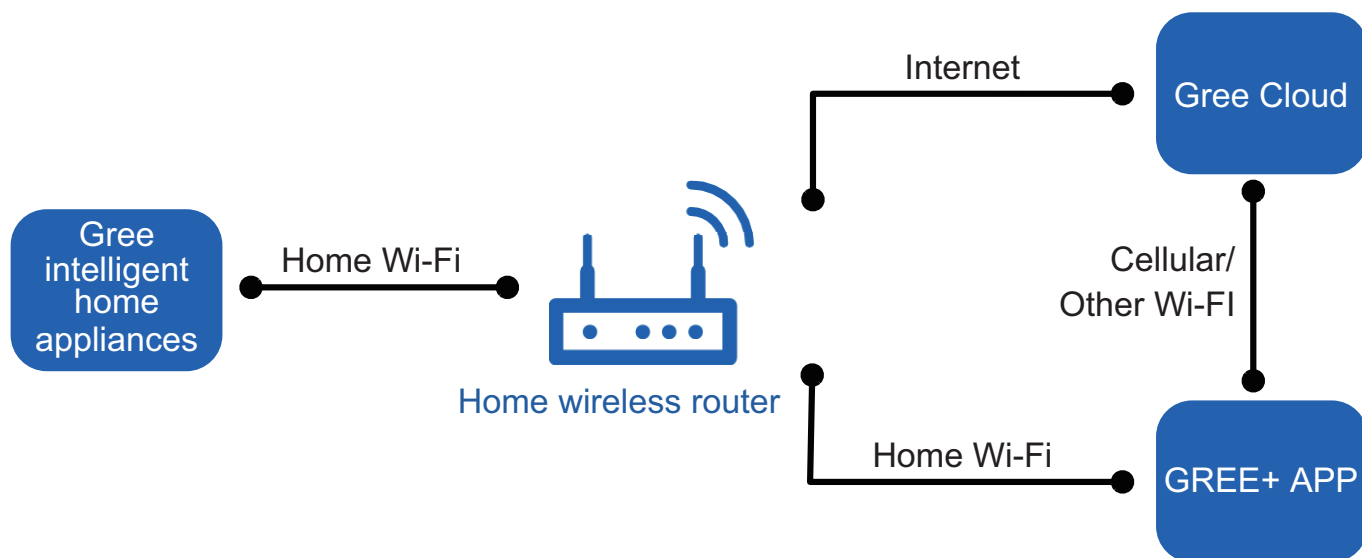 Internet
Gree Cloud
Gree
intelligent
home
appliances
Home Wi-Fi
Cellular/
Other Wi-FI
Home wireless router
Home Wi-Fi
GREE+ APP